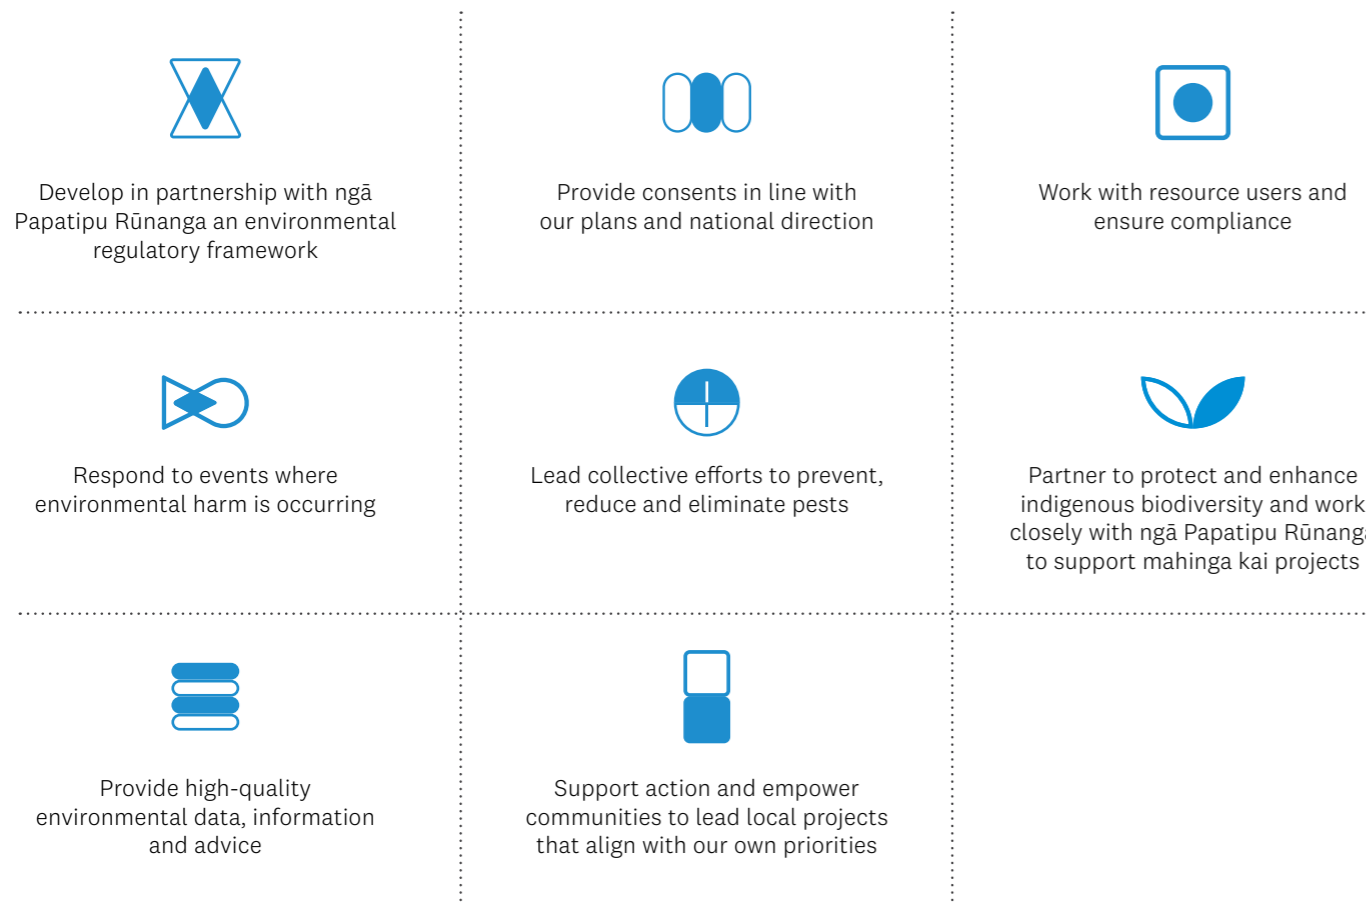 Develop in partnership with ngā
Papatipu Rūnanga an environmental
regulatory framework
Provide consents in line with
our plans and national direction
Work with resource users and
ensure compliance
Respond to events where
environmental harm is occurring
Lead collective efforts to prevent,
reduce and eliminate pests
Partner to protect and enhance
indigenous biodiversity and work
closely with ngā Papatipu Rūnanga
to support mahinga kai projects
Provide high-quality
environmental data, information
and advice
Support action and empower
communities to lead local projects
that align with our own priorities